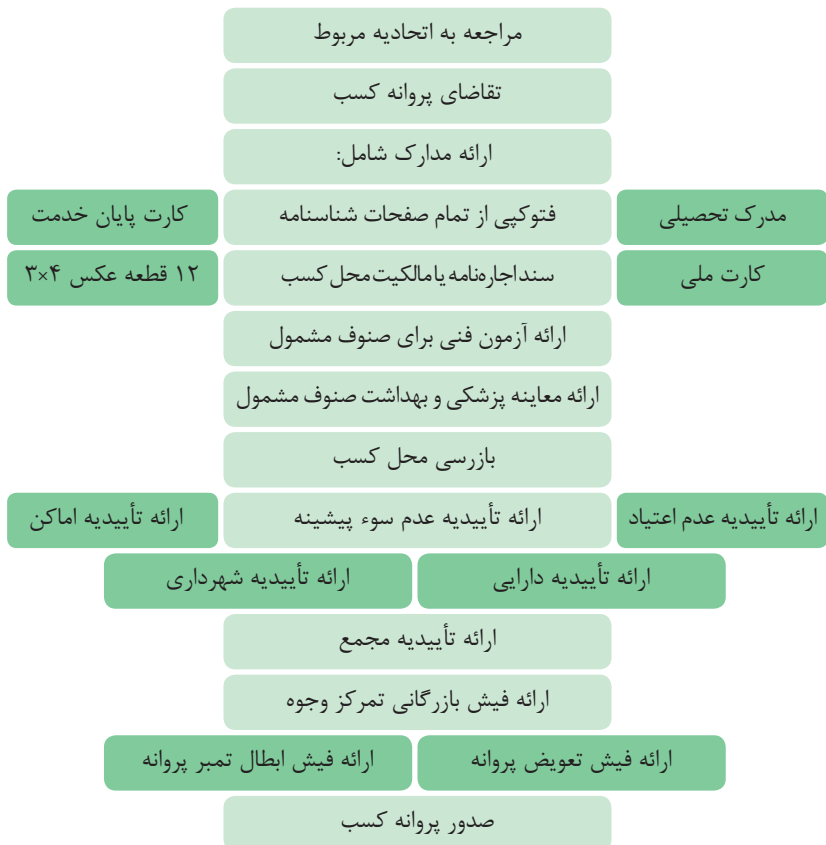 مراجعه به اتحادیه مربوط
تقاضای پروانه کسب
ارائه مدارک شامل:
مدرک تحصیلی
فتوکپی از تمام صفحات شناسنامه
کارت پایان خدمت
کارت ملی
سند اجاره‌نامه یا مالکیت محل کسب
۱۲ قطعه عکس ۴×۳
ارائه آزمون فنی برای صنوف مشمول
ارائه معاینه پزشکی و بهداشت صنوف مشمول
بازرسی محل کسب
ارائه تأییدیه عدم اعتیاد
ارائه تأییدیه عدم سوء پیشینه
ارائه تأییدیه اماکن
ارائه تأییدیه دارایی
ارائه تأییدیه شهرداری
ارائه تأییدیه مجمع
ارائه فیش بازرگانی تمرکز وجوه
ارائه فیش تعویض پروانه
ارائه فیش ابطال تمبر پروانه
صدور پروانه کسب